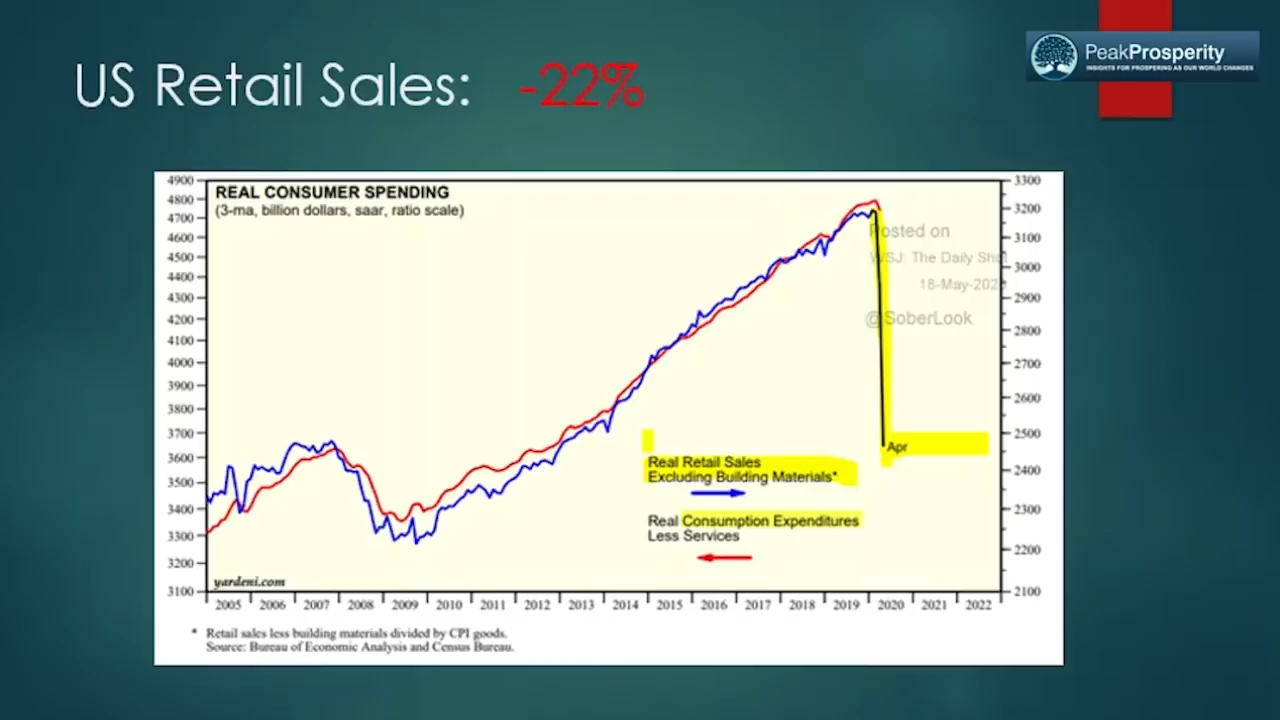 US Retail Sales: -22%
PeakProsperity
INSIGHTS FOR PROSPERING AS OUR WORLD CHANGES
REAL CONSUMER SPENDING
(3-ma, billion dollars, saar, ratio scale)
4900
4800
4700
4600
4500
4400
4300
4200
4100
4000
3900
3800
3700
3600
3500
3400
3300
3200
3100
3300
3200
3100
3000
2900
2800
2700
2600
2500
2400
2300
2200
2100
Posted on
WSJ: The Daily Shot
18-May-2020
@SoberLook
Apr
Real Retail Sales
Excluding Building Materials*
Real Consumption Expenditures
Less Services
yardeni.com
2005 2006 2007 2008 2009 2010 2011 2012 2013 2014 2015 2016 2017 2018 2019 2020 2021 2022
* Retail sales less building materials divided by CPI goods.
Source: Bureau of Economic Analysis and Census Bureau.